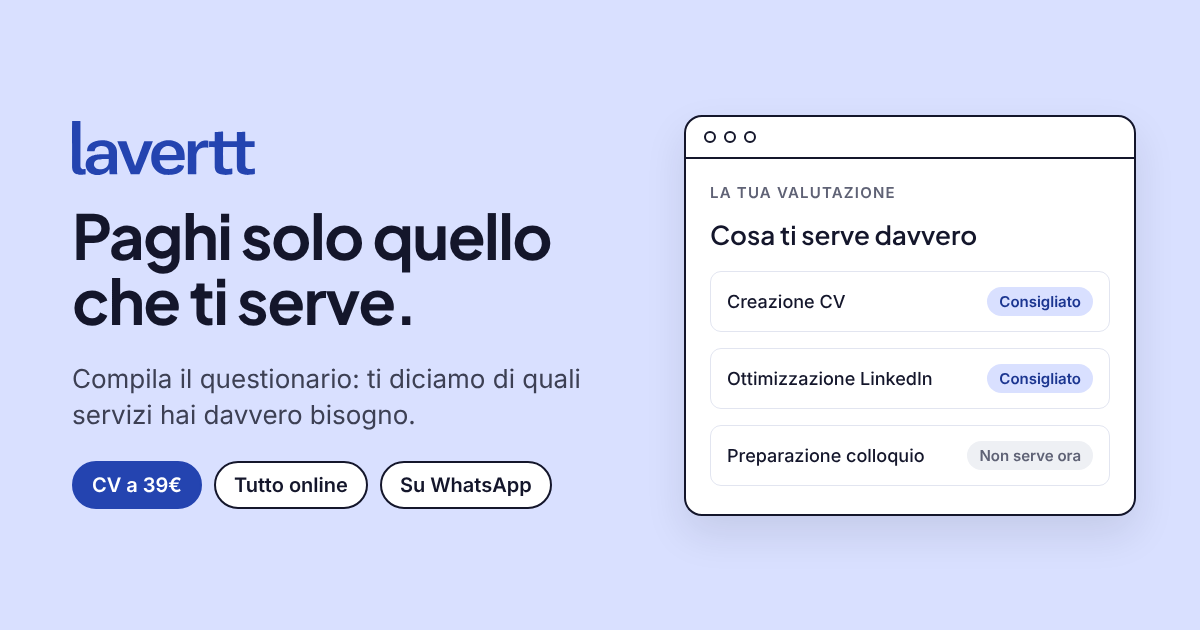 lavertt
Paghi solo quello
che ti serve.
Compila il questionario: ti diciamo di quali
servizi hai davvero bisogno.
CV a 39€
Tutto online
Su WhatsApp
LA TUA VALUTAZIONE
Cosa ti serve davvero
Creazione CV
Consigliato
Ottimizzazione LinkedIn
Consigliato
Preparazione colloquio
Non serve ora